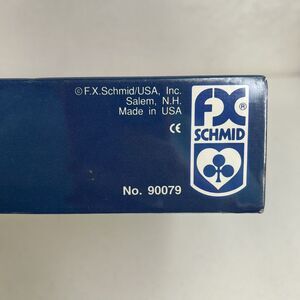 © F.X.Schmid/USA, Inc.
Salem, N.H.
Made in USA
CE
No. 90079
FX®
SCHMID